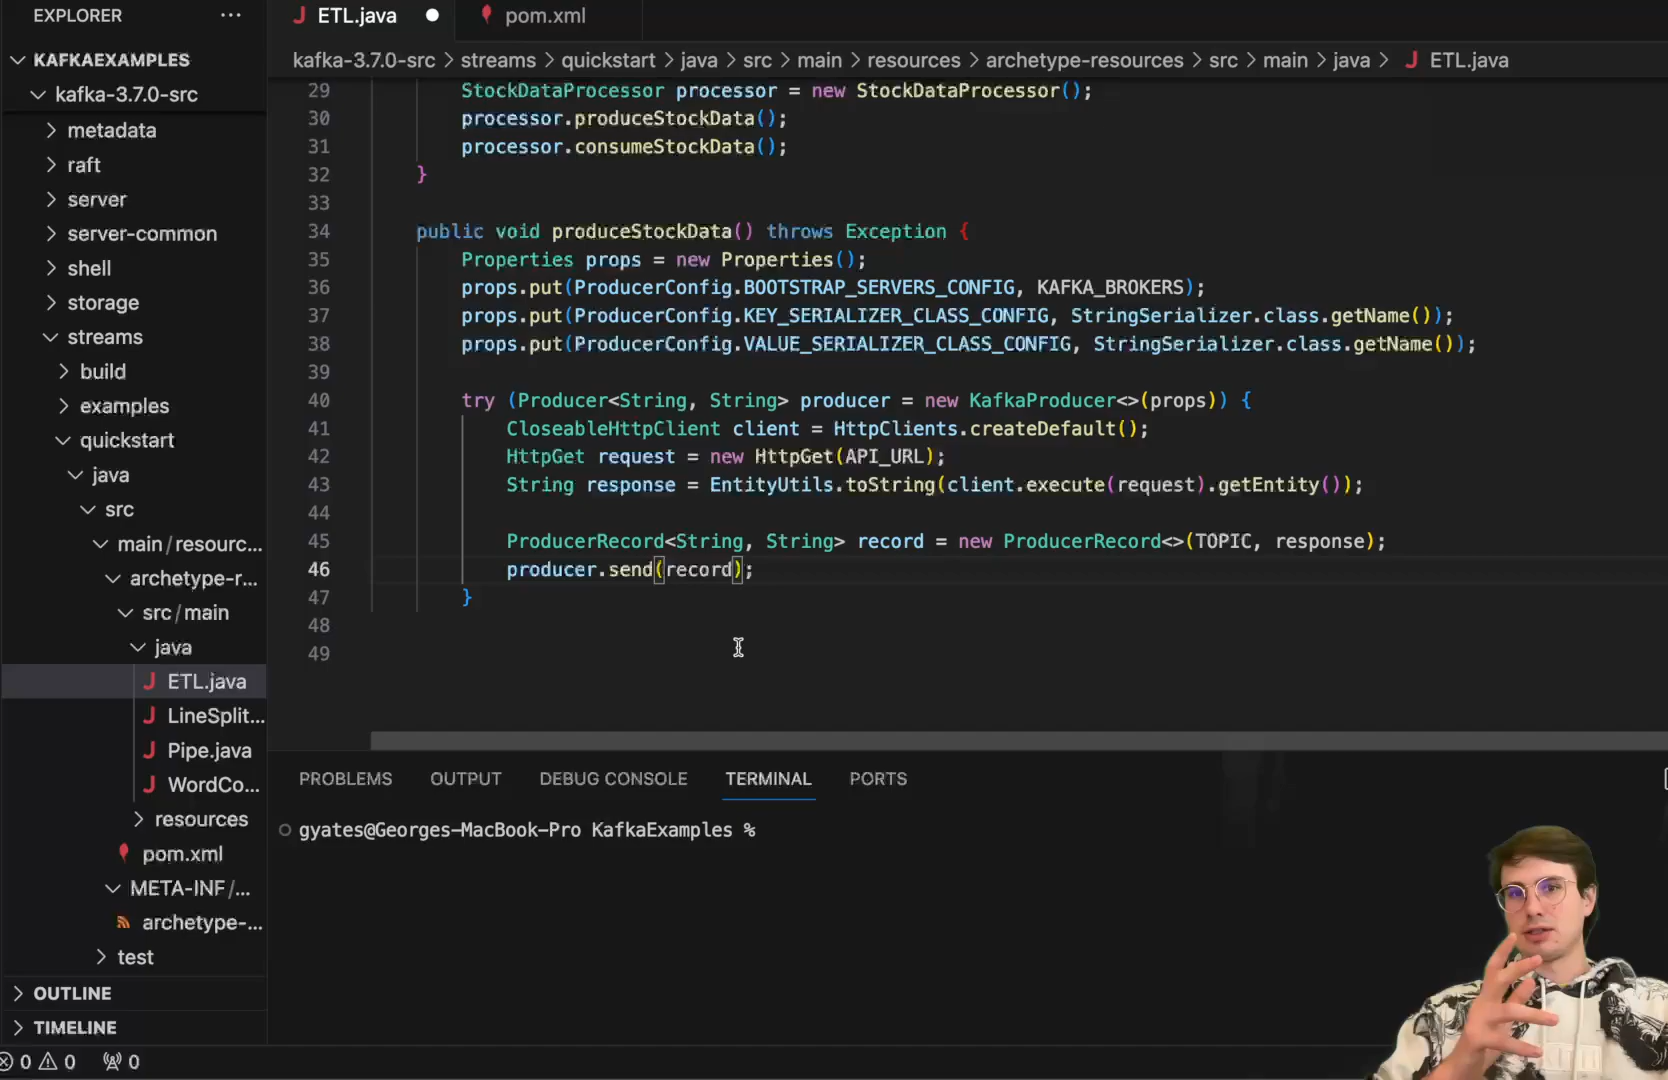 EXPLORER ···
KAFKAEXAMPLES
kafka-3.7.0-src
metadata
raft
server
server-common
shell
storage
streams
build
examples
quickstart
java
src
main/resourc...
archetype-r...
src/main
java
J ETL.java
J LineSplit...
J Pipe.java
J WordCo...
resources
pom.xml
META-INF/...
archetype-...
test
OUTLINE
TIMELINE
0 0 0
J ETL.java pom.xml
kafka-3.7.0-src > streams > quickstart > java > src > main > resources > archetype-resources > src > main > java > J ETL.java
29 StockDataProcessor processor = new StockDataProcessor();
30 processor.produceStockData();
31 processor.consumeStockData();
32 }
33
34 public void produceStockData() throws Exception {
35 Properties props = new Properties();
36 props.put(ProducerConfig.BOOTSTRAP_SERVERS_CONFIG, KAFKA_BROKERS);
37 props.put(ProducerConfig.KEY_SERIALIZER_CLASS_CONFIG, StringSerializer.class.getName());
38 props.put(ProducerConfig.VALUE_SERIALIZER_CLASS_CONFIG, StringSerializer.class.getName());
39
40 try (Producer<String, String> producer = new KafkaProducer<>(props)) {
41 CloseableHttpClient client = HttpClients.createDefault();
42 HttpGet request = new HttpGet(API_URL);
43 String response = EntityUtils.toString(client.execute(request).getEntity());
44
45 ProducerRecord<String, String> record = new ProducerRecord<>(TOPIC, response);
46 producer.send(record);
47 }
48
49
PROBLEMS OUTPUT DEBUG CONSOLE TERMINAL PORTS
gyates@Georges-MacBook-Pro KafkaExamples %